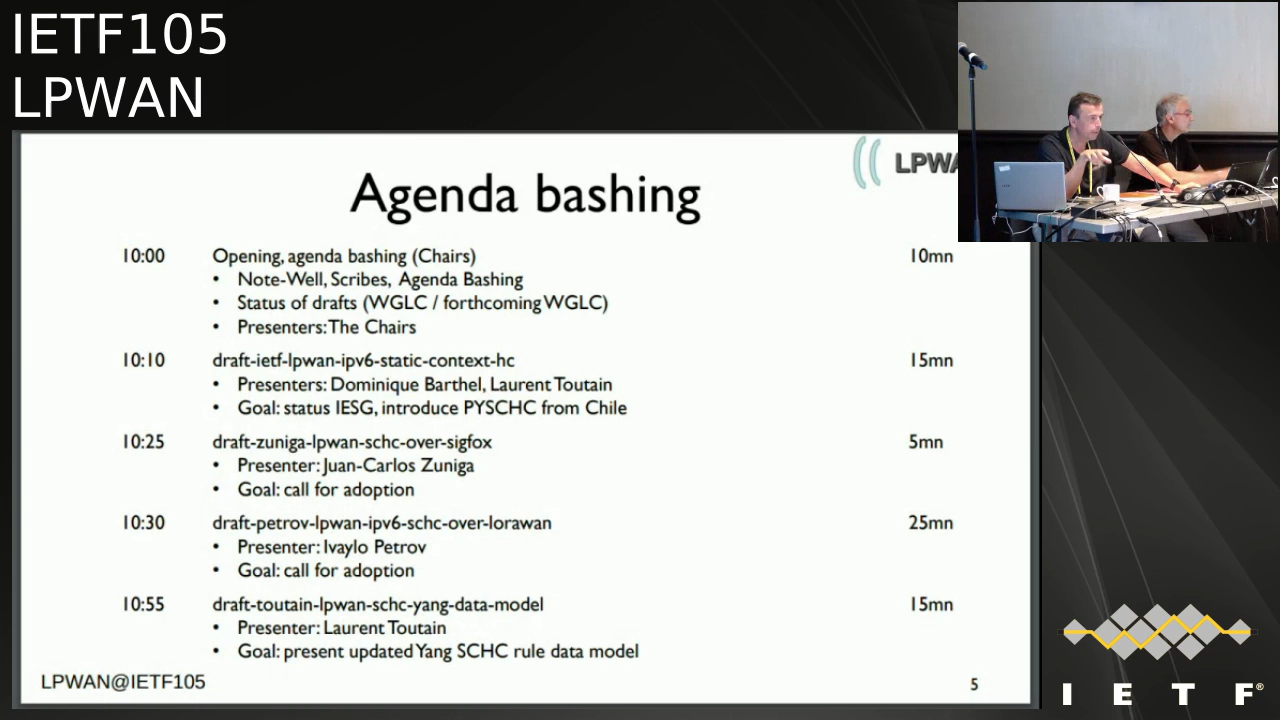 IETF105
LPWAN
LPWA
Agenda bashing
10:00 Opening, agenda bashing (Chairs) 10mn
• Note-Well, Scribes, Agenda Bashing
• Status of drafts (WGLC / forthcoming WGLC)
• Presenters: The Chairs
10:10 draft-ietf-lpwan-ipv6-static-context-hc 15mn
• Presenters: Dominique Barthel, Laurent Toutain
• Goal: status IESG, introduce PYSCHC from Chile
10:25 draft-zuniga-lpwan-schc-over-sigfox 5mn
• Presenter: Juan-Carlos Zuniga
• Goal: call for adoption
10:30 draft-petrov-lpwan-ipv6-schc-over-lorawan 25mn
• Presenter: Ivaylo Petrov
• Goal: call for adoption
10:55 draft-toutain-lpwan-schc-yang-data-model 15mn
• Presenter: Laurent Toutain
• Goal: present updated Yang SCHC rule data model
LPWAN@IETF105 5
I E T F®